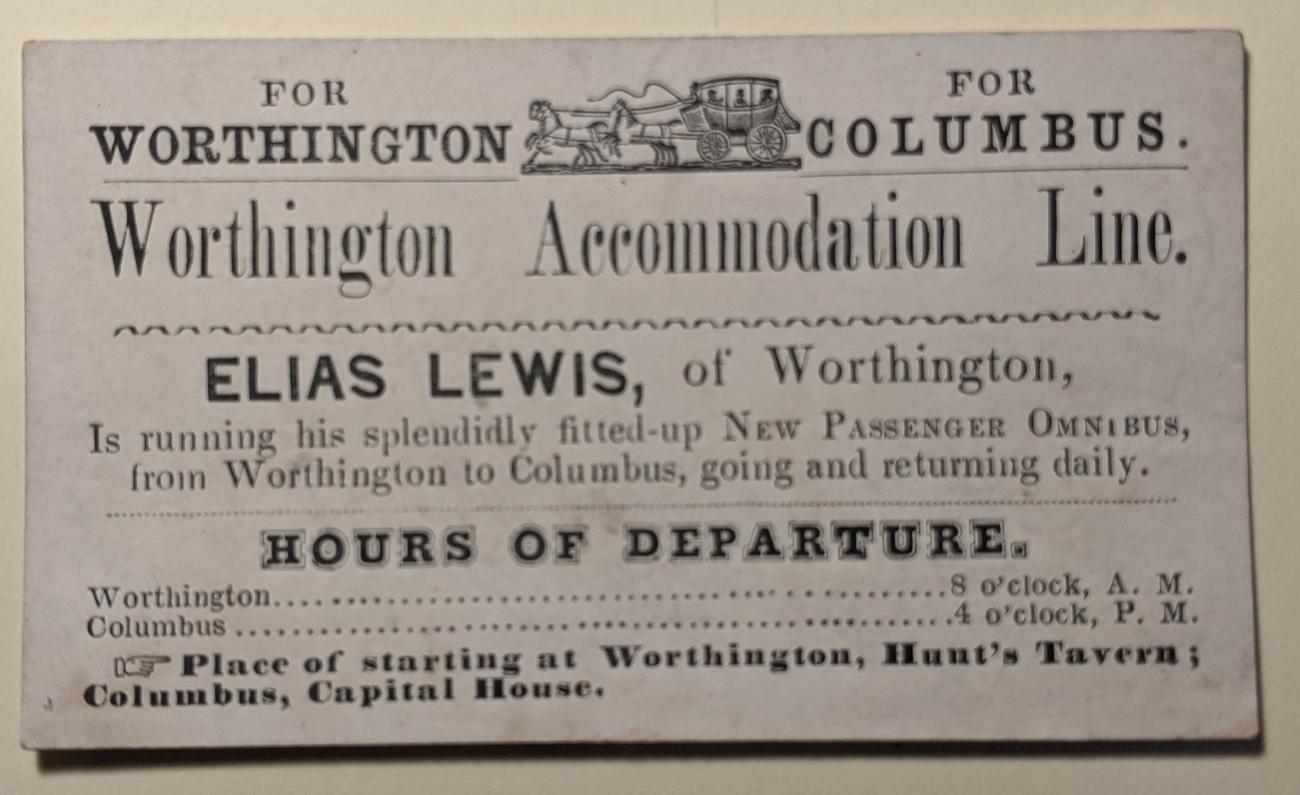 FOR
WORTHINGTON
FOR
COLUMBUS.
Worthington Accommodation Line.
ELIAS LEWIS, of Worthington,
Is running his splendidly fitted-up NEW PASSENGER OMNIBUS,
from Worthington to Columbus, going and returning daily.
HOURS OF DEPARTURE.
Worthington........................................................8 o'clock, A. M.
Columbus ...........................................................4 o'clock, P. M.
☞ Place of starting at Worthington, Hunt's Tavern;
Columbus, Capital House.